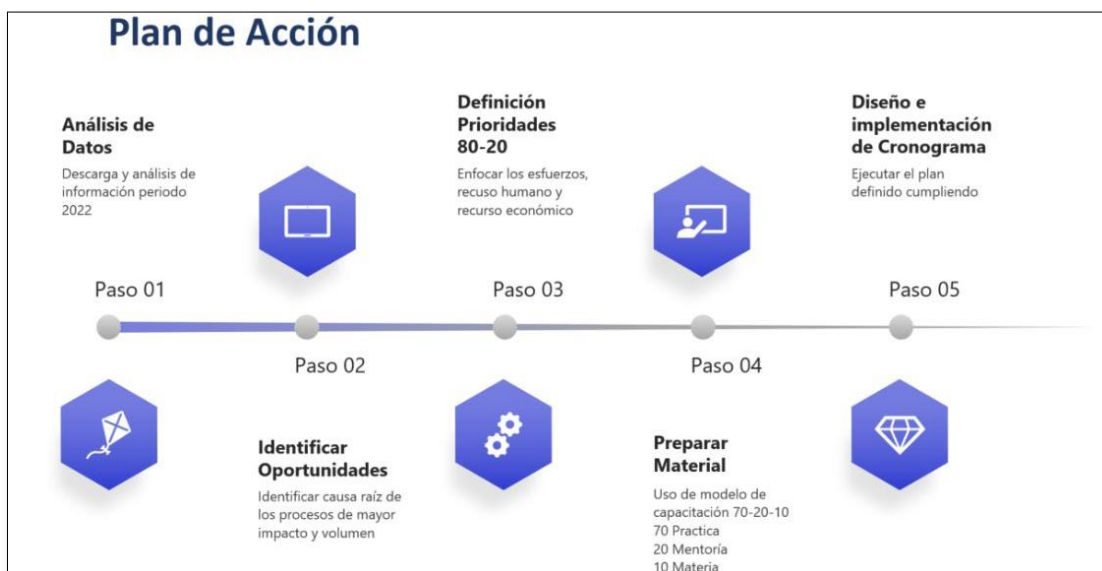 Plan de Acción
Análisis de
Datos
Descarga y análisis de
información periodo
2022
Paso 01
Paso 02
Identificar
Oportunidades
Identificar causa raíz de
los procesos de mayor
impacto y volumen
Definición
Prioridades
80-20
Enfocar los esfuerzos,
recuso humano y
recurso económico
Paso 03
Paso 04
Preparar
Material
Uso de modelo de
capacitación 70-20-10
70 Practica
20 Mentoría
10 Materia
Diseño e
implementación
de Cronograma
Ejecutar el plan
definido cumpliendo
Paso 05